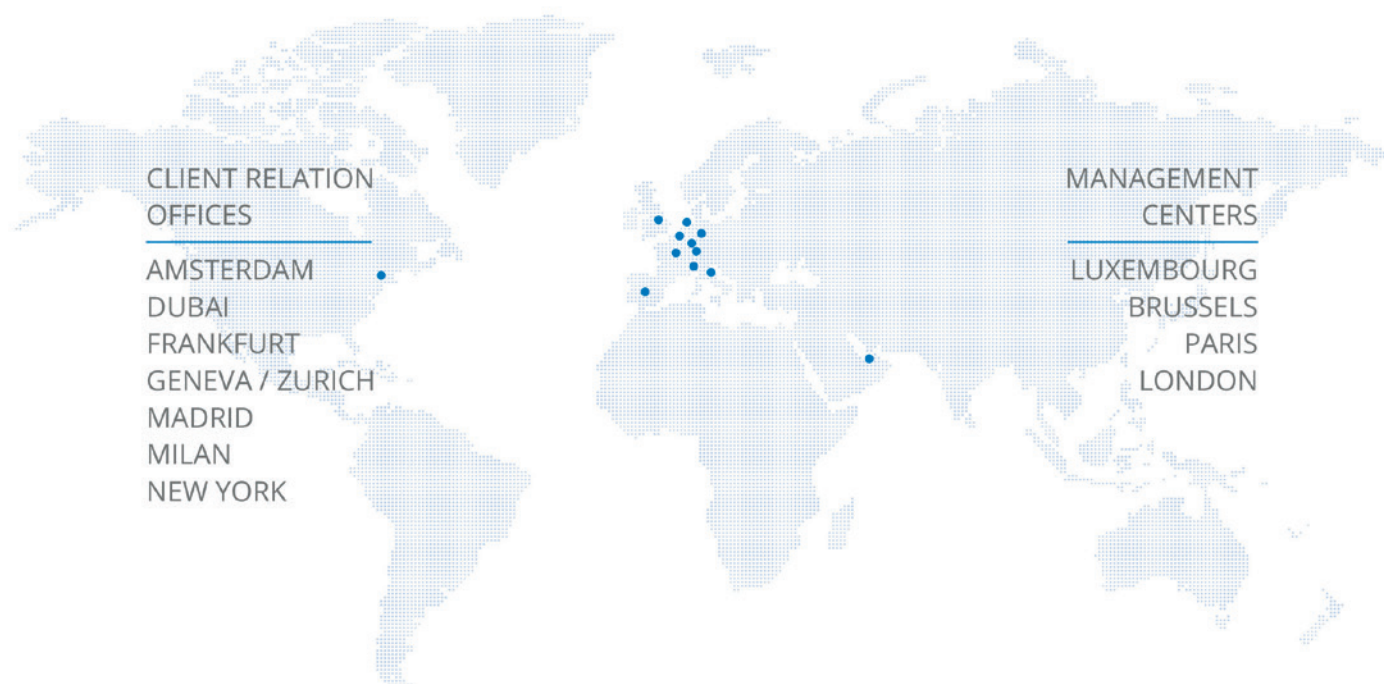 CLIENT RELATION
OFFICES
AMSTERDAM
DUBAI
FRANKFURT
GENEVA / ZURICH
MADRID
MILAN
NEW YORK
MANAGEMENT
CENTERS
LUXEMBOURG
BRUSSELS
PARIS
LONDON